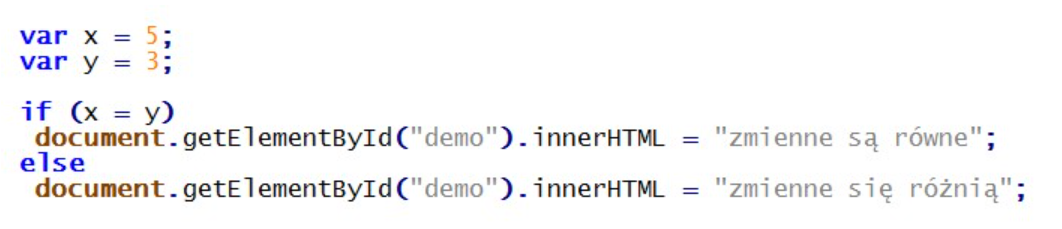 var x = 5;
var y = 3;
if (x = y)
document.getElementById("demo").innerHTML = "zmienne są równe";
else
document.getElementById("demo").innerHTML = "zmienne się różnią";